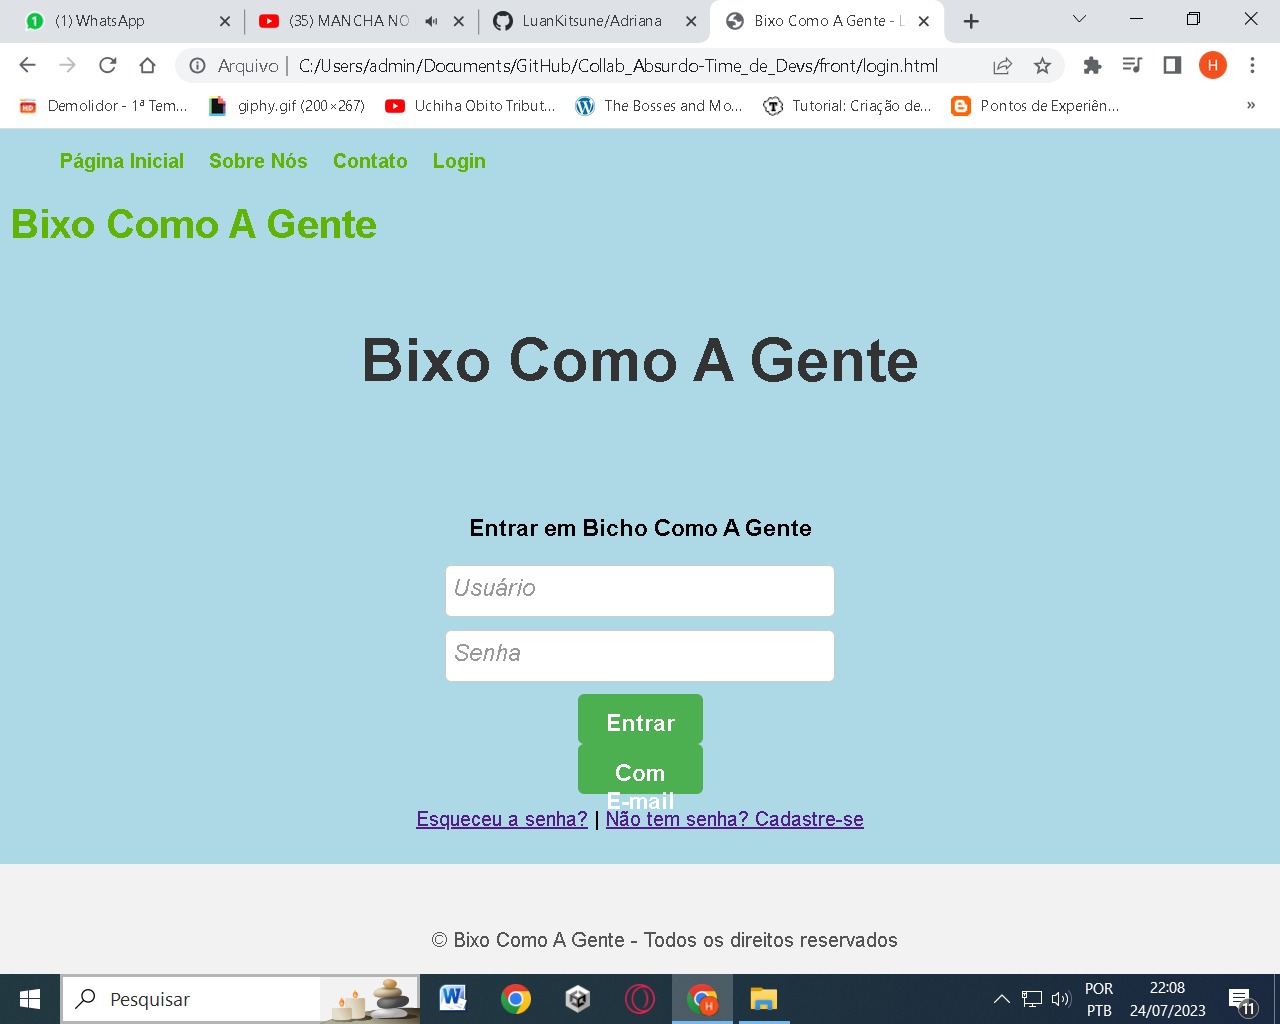 (1) WhatsApp
(35) MANCHA NO
LuanKitsune/Adriana
Bixo Como A Gente - L
Arquivo
C:/Users/admin/Documents/GitHub/Collab_Absurdo-Time_de_Devs/front/login.html
H
Demolidor - 1ª Tem...
giphy.gif (200×267)
Uchiha Obito Tribut...
The Bosses and Mo...
Tutorial: Criação de...
Pontos de Experiên...
»
Página Inicial
Sobre Nós
Contato
Login
Bixo Como A Gente
Bixo Como A Gente
Entrar em Bicho Como A Gente
Usuário
Senha
Entrar
Com
E-mail
Esqueceu a senha? | Não tem senha? Cadastre-se
© Bixo Como A Gente - Todos os direitos reservados
Pesquisar
POR
PTB
22:08
24/07/2023
11